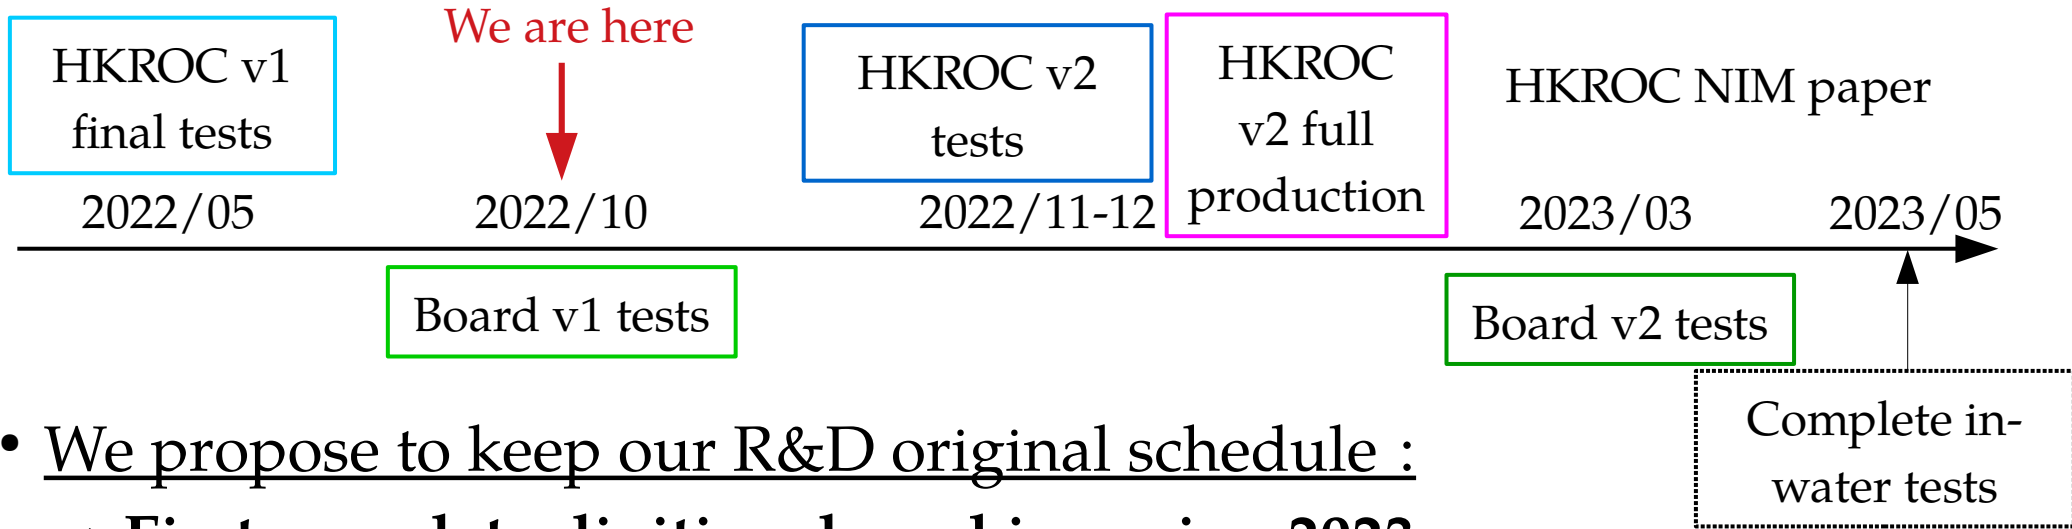 We are here
HKROC v1
final tests
HKROC v2
tests
HKROC
v2 full
production
HKROC NIM paper
2022/05
2022/10
2022/11-12
2023/03
2023/05
Board v1 tests
Board v2 tests
Complete in-
water tests
• We propose to keep our R&D original schedule :
2023